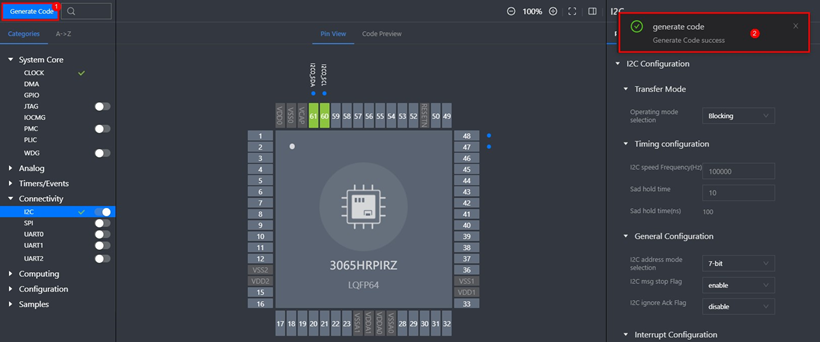 Generate Code
1
100%
I2C
generate code
Generate Code success
2
Categories
A->Z
Pin View
Code Preview
System Core
CLOCK
DMA
GPIO
JTAG
IOCMG
PMC
PLIC
WDG
Analog
Timers/Events
Connectivity
I2C
SPI
UART0
UART1
UART2
Computing
Configuration
Samples
I2C0_SDA
I2C0_SCL
VDD0
VSS0
VCAP
61
60
59
58
57
56
55
54
53
52
RESETN
50
49
1
2
3
4
5
6
7
8
9
10
11
12
VSS2
VDD2
15
16
48
47
46
45
44
43
42
41
40
39
38
37
36
VSS1
VDD1
33
3065HRPIRZ
LQFP64
17
18
19
20
21
22
23
VSSA1
VDDA1
VDDA0
VSSA0
28
29
30
31
32
I2C Configuration
Transfer Mode
Operating mode
selection
Blocking
Timing configuration
I2C speed Frequency(Hz)
100000
Sad hold time
10
Sad hold time(ns)
100
General Configuration
I2C address mode
selection
7-bit
I2C msg stop Flag
enable
I2C ignore Ack Flag
disable
Interrupt Configuration